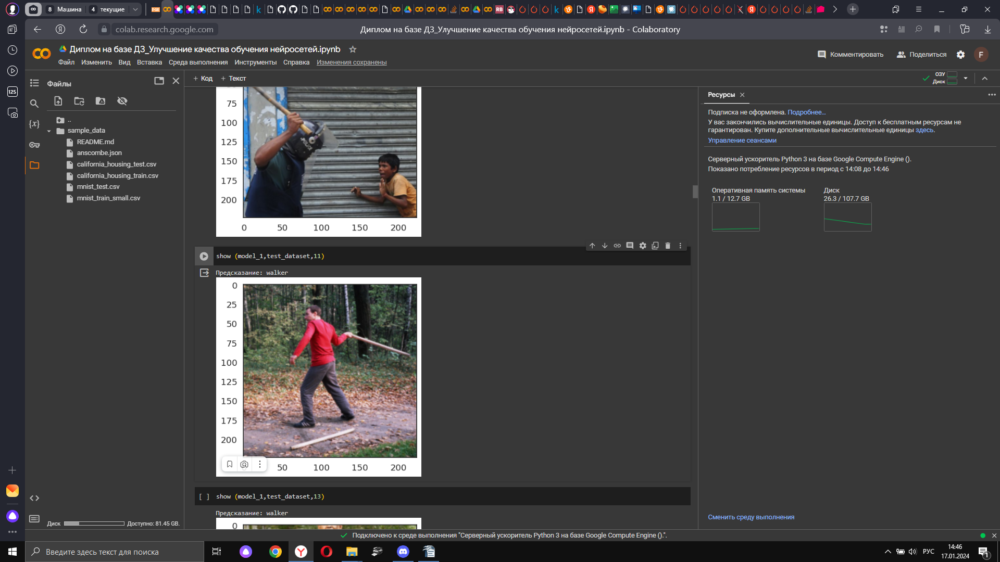 8 Машина 4 текущие
colab.research.google.com
Диплом на базе ДЗ_Улучшение качества обучения нейросетей.ipynb - Colaboratory
Диплом на базе ДЗ_Улучшение качества обучения нейросетей.ipynb
Файл Изменить Вид Вставка Среда выполнения Инструменты Справка Изменения сохранены
Комментировать Поделиться F
125
Файлы
..
sample_data
README.md
anscombe.json
california_housing_test.csv
california_housing_train.csv
mnist_test.csv
mnist_train_small.csv
Диск Доступно: 81.45 GB.
+ Код + Текст
ОЗУ
Диск
75
100
125
150
175
200
0 50 100 150 200
POLICE
show (model_1,test_dataset,11)
Предсказание: walker
0
25
50
75
100
125
150
175
200
50 100 150 200
[ ] show (model_1,test_dataset,13)
Предсказание: walker
0
Ресурсы
Подписка не оформлена. Подробнее…
У вас закончились вычислительные единицы. Доступ к бесплатным ресурсам не
гарантирован. Купите дополнительные вычислительные единицы здесь.
Управление сеансами
Серверный ускоритель Python 3 на базе Google Compute Engine ().
Показано потребление ресурсов в период с 14:08 до 14:46
Оперативная память системы
1.1 / 12.7 GB
Диск
26.3 / 107.7 GB
Сменить среду выполнения
Подключено к среде выполнения "Серверный ускоритель Python 3 на базе Google Compute Engine ()".
Введите здесь текст для поиска
РУС
14:46
17.01.2024
1